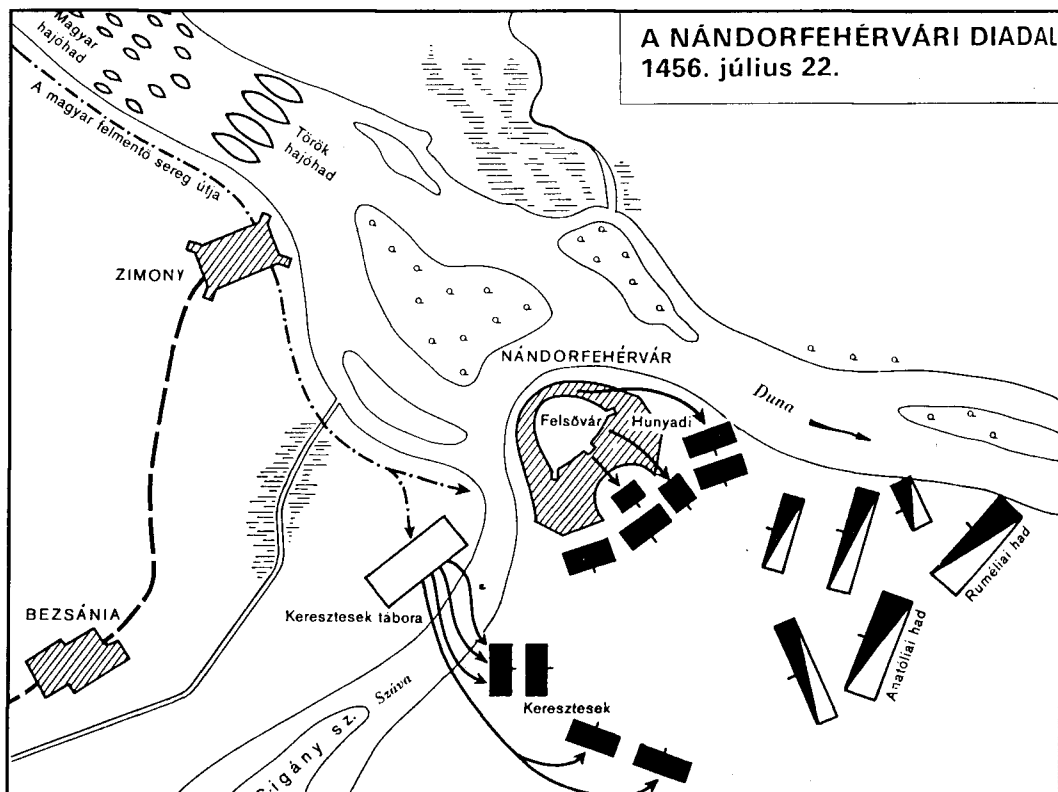 A NÁNDORFEHÉRVÁRI DIADAL
1456. július 22.
Magyar
hajóhad
A magyar felmentő sereg útja
Török
hajóhad
ZIMONY
NÁNDORFEHÉRVÁR
Felsővár
Hunyadi
Duna
Ruméliai had
Anatóliai had
Keresztesek tábora
BEZSÁNIA
Száva
Keresztesek
Cigány sz.